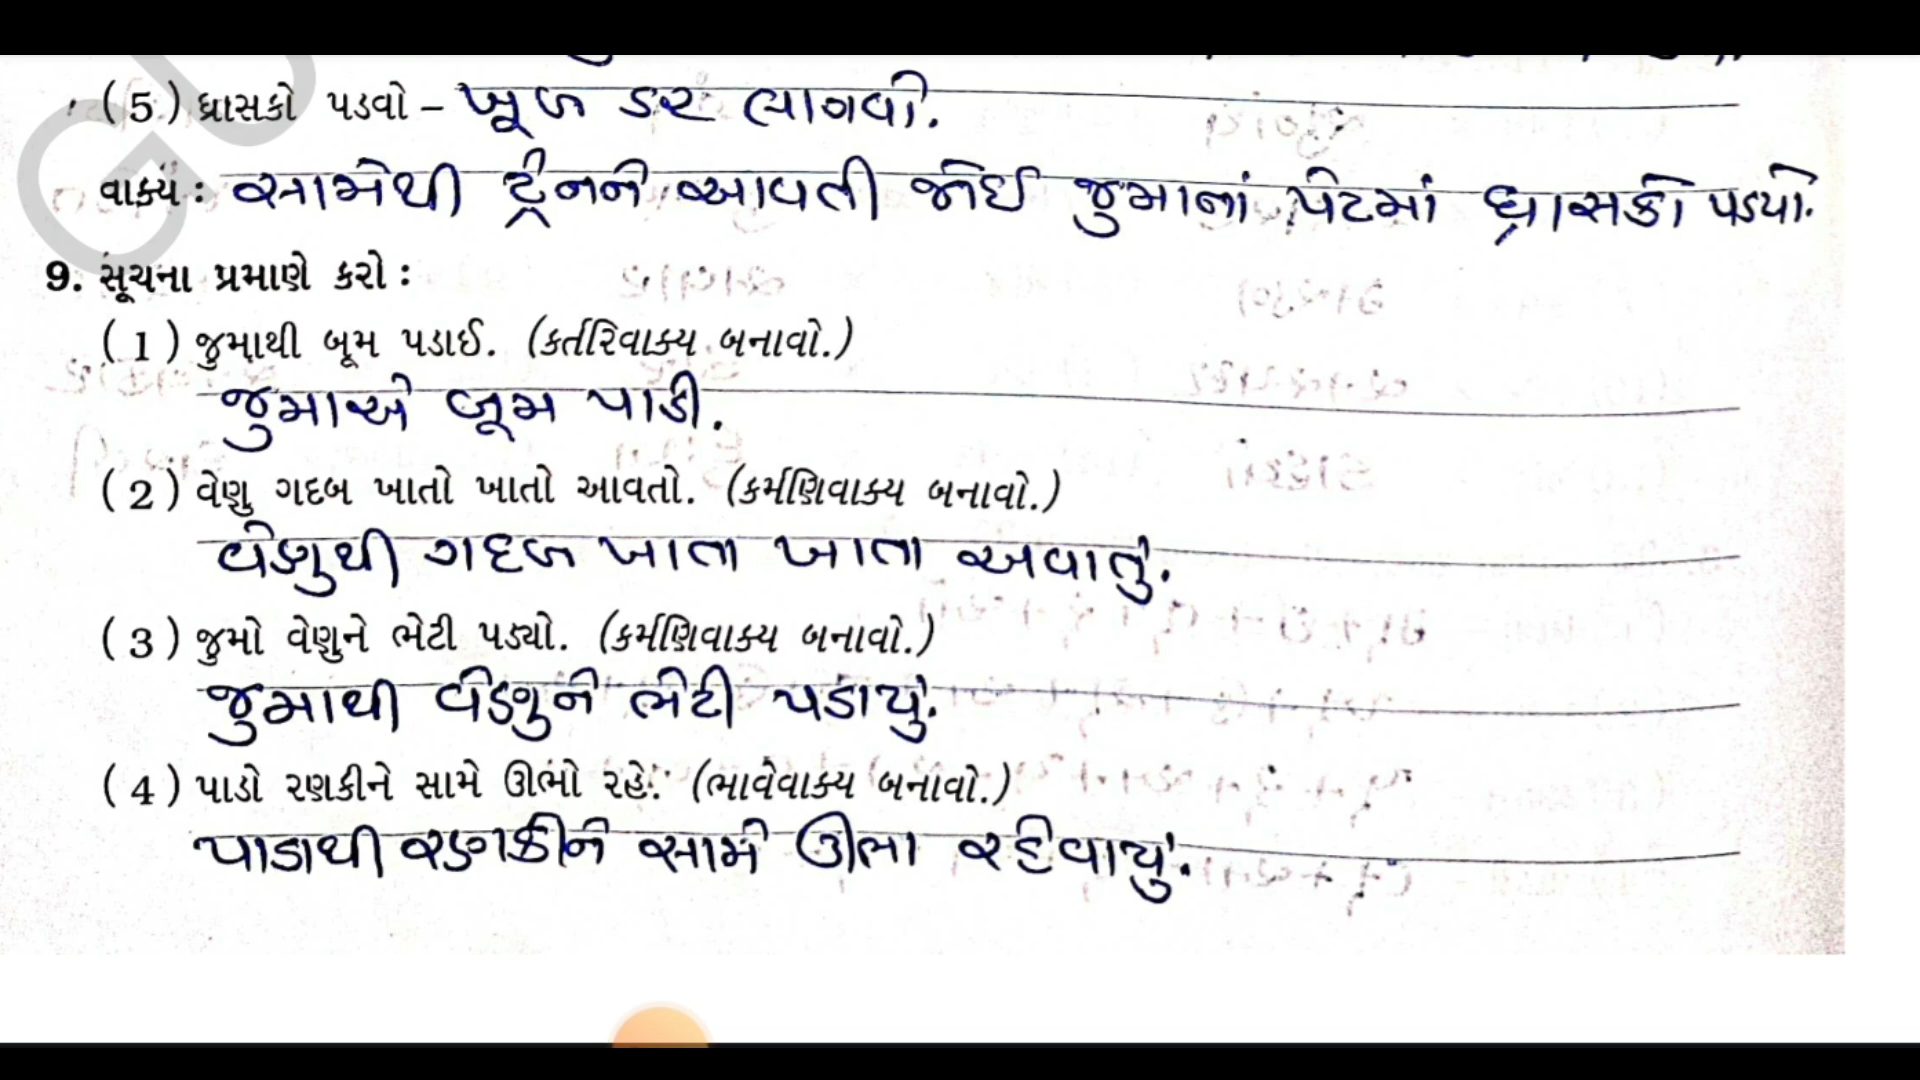 (5) ધ્રાસકો પડવો – ખૂબ ડર લાગવો.
વાક્ય : સામેથી ટ્રેનને આવતી જોઈ જુમાનાં પેટમાં ધ્રાસકો પડ્યો.
9. સૂચના પ્રમાણે કરો :
(1) જુમાથી બૂમ પડાઈ. (કર્તરિવાક્ય બનાવો.)
જુમાએ બૂમ પાડી.
(2) વેણુ ગદબ ખાતો ખાતો આવતો. (કર્મણિવાક્ય બનાવો.)
વેણુથી ગદબ ખાતા ખાતા અવાતું.
(3) જુમો વેણુને ભેટી પડ્યો. (કર્મણિવાક્ય બનાવો.)
જુમાથી વેણુને ભેટી પડાયું.
(4) પાડો રણકીને સામે ઊભો રહે. (ભાવેવાક્ય બનાવો.)
પાડાથી રણકીને સામે ઊભા રહેવાયું.